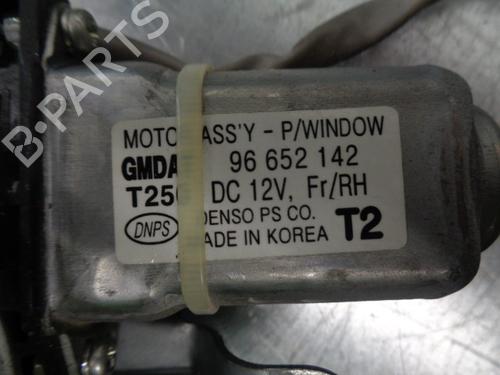 B-PARTS
MOTO ASS'Y - P/WINDOW
GMDA 96 652 142
T25 DC 12V, Fr/RH
DNPS DENSO PS CO. T2
MADE IN KOREA